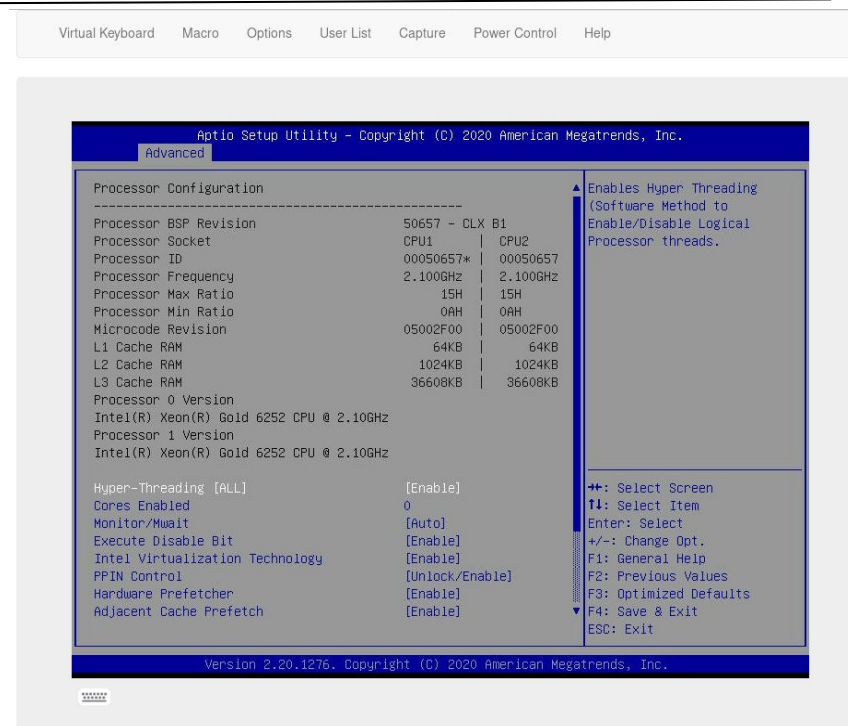 Virtual Keyboard Macro Options User List Capture Power Control Help
Aptio Setup Utility – Copyright (C) 2020 American Megatrends, Inc.
Advanced
Processor Configuration
--------------------------------------------------
Processor BSP Revision 50657 - CLX B1
Processor Socket CPU1 | CPU2
Processor ID 00050657* | 00050657
Processor Frequency 2.100GHz | 2.100GHz
Processor Max Ratio 15H | 15H
Processor Min Ratio 0AH | 0AH
Microcode Revision 05002F00 | 05002F00
L1 Cache RAM 64KB | 64KB
L2 Cache RAM 1024KB | 1024KB
L3 Cache RAM 36608KB | 36608KB
Processor 0 Version
Intel(R) Xeon(R) Gold 6252 CPU @ 2.10GHz
Processor 1 Version
Intel(R) Xeon(R) Gold 6252 CPU @ 2.10GHz
Hyper-Threading [ALL] [Enable]
Cores Enabled 0
Monitor/Mwait [Auto]
Execute Disable Bit [Enable]
Intel Virtualization Technology [Enable]
PPIN Control [Unlock/Enable]
Hardware Prefetcher [Enable]
Adjacent Cache Prefetch [Enable]
Enables Hyper Threading
(Software Method to
Enable/Disable Logical
Processor threads.
→←: Select Screen
↑↓: Select Item
Enter: Select
+/-: Change Opt.
F1: General Help
F2: Previous Values
F3: Optimized Defaults
F4: Save & Exit
ESC: Exit
Version 2.20.1276. Copyright (C) 2020 American Megatrends, Inc.